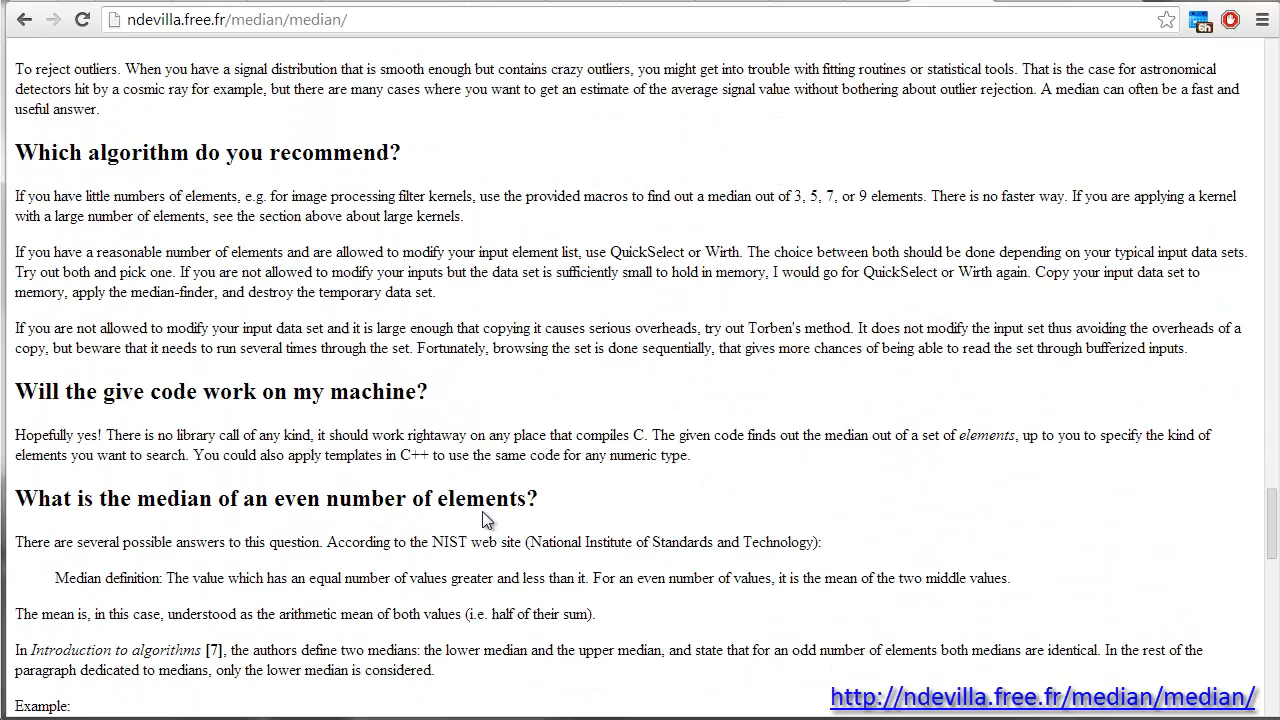 ndevilla.free.fr/median/median/
6h
To reject outliers. When you have a signal distribution that is smooth enough but contains crazy outliers, you might get into trouble with fitting routines or statistical tools. That is the case for astronomical
detectors hit by a cosmic ray for example, but there are many cases where you want to get an estimate of the average signal value without bothering about outlier rejection. A median can often be a fast and
useful answer.
Which algorithm do you recommend?
If you have little numbers of elements, e.g. for image processing filter kernels, use the provided macros to find out a median out of 3, 5, 7, or 9 elements. There is no faster way. If you are applying a kernel
with a large number of elements, see the section above about large kernels.
If you have a reasonable number of elements and are allowed to modify your input element list, use QuickSelect or Wirth. The choice between both should be done depending on your typical input data sets.
Try out both and pick one. If you are not allowed to modify your inputs but the data set is sufficiently small to hold in memory, I would go for QuickSelect or Wirth again. Copy your input data set to
memory, apply the median-finder, and destroy the temporary data set.
If you are not allowed to modify your input data set and it is large enough that copying it causes serious overheads, try out Torben's method. It does not modify the input set thus avoiding the overheads of a
copy, but beware that it needs to run several times through the set. Fortunately, browsing the set is done sequentially, that gives more chances of being able to read the set through bufferized inputs.
Will the give code work on my machine?
Hopefully yes! There is no library call of any kind, it should work rightaway on any place that compiles C. The given code finds out the median out of a set of elements, up to you to specify the kind of
elements you want to search. You could also apply templates in C++ to use the same code for any numeric type.
What is the median of an even number of elements?
There are several possible answers to this question. According to the NIST web site (National Institute of Standards and Technology):
Median definition: The value which has an equal number of values greater and less than it. For an even number of values, it is the mean of the two middle values.
The mean is, in this case, understood as the arithmetic mean of both values (i.e. half of their sum).
In Introduction to algorithms [7], the authors define two medians: the lower median and the upper median, and state that for an odd number of elements both medians are identical. In the rest of the
paragraph dedicated to medians, only the lower median is considered.
Example:
http://ndevilla.free.fr/median/median/